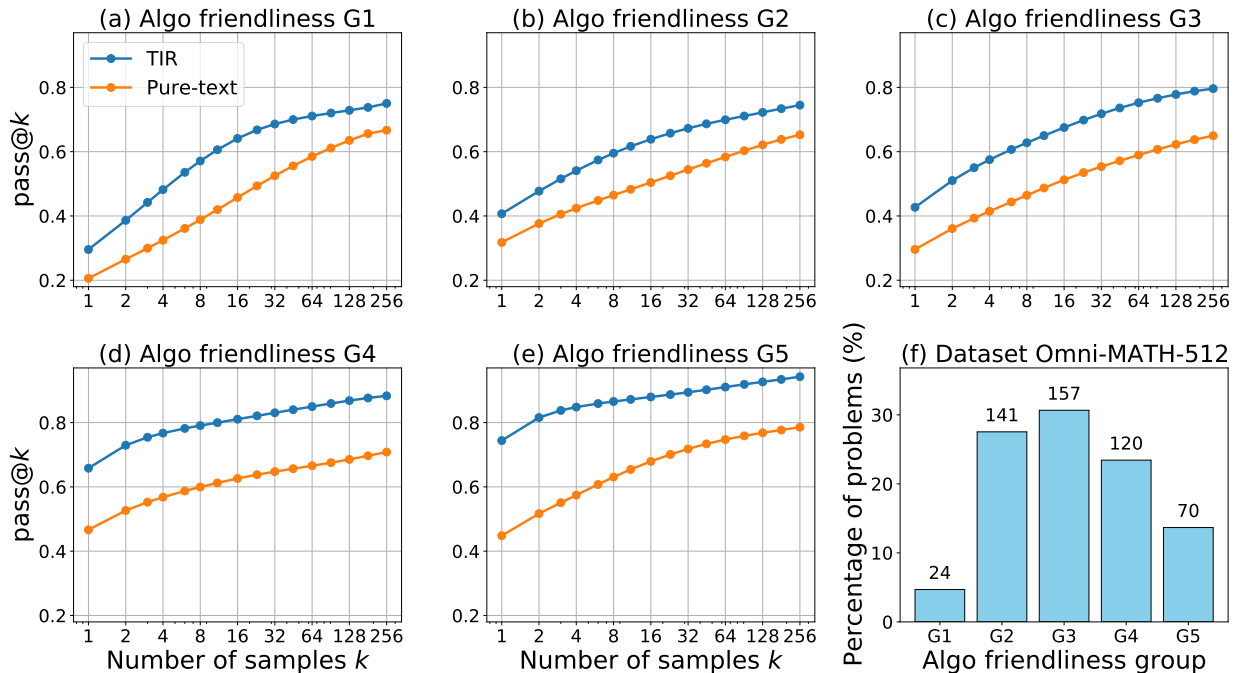 (a) Algo friendliness G1
TIR
Pure-text
pass@k
0.8
0.6
0.4
0.2
1 2 4 8 16 32 64 128 256
(b) Algo friendliness G2
0.8
0.6
0.4
0.2
1 2 4 8 16 32 64 128 256
(c) Algo friendliness G3
0.8
0.6
0.4
0.2
1 2 4 8 16 32 64 128 256
(d) Algo friendliness G4
pass@k
0.8
0.6
0.4
0.2
1 2 4 8 16 32 64 128 256
Number of samples k
(e) Algo friendliness G5
0.8
0.6
0.4
0.2
1 2 4 8 16 32 64 128 256
Number of samples k
(f) Dataset Omni-MATH-512
Percentage of problems (%)
30
20
10
0
24 141 157 120 70
G1 G2 G3 G4 G5
Algo friendliness group